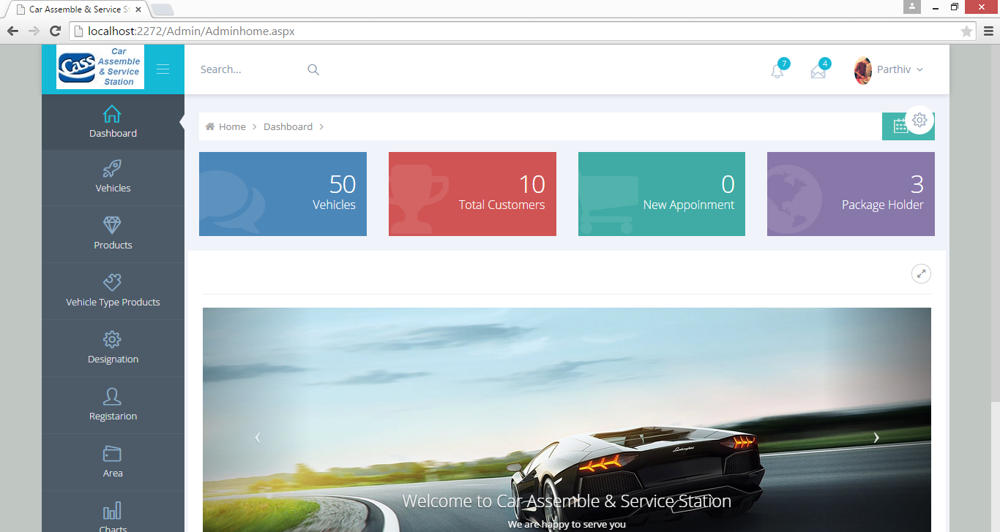 Car Assemble & Service St
localhost:2272/Admin/Adminhome.aspx
Cass
Car
Assemble
& Service
Station
Search...
7
4
Parthiv
Dashboard
Vehicles
Products
Vehicle Type Products
Designation
Registarion
Area
Charts
Home > Dashboard >
50
Vehicles
10
Total Customers
0
New Appoinment
3
Package Holder
Lamborghini
Welcome to Car Assemble & Service Station
We are happy to serve you